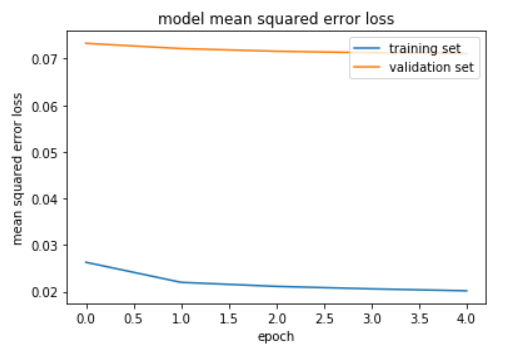 model mean squared error loss
training set
validation set
mean squared error loss
0.07
0.06
0.05
0.04
0.03
0.02
0.0 0.5 1.0 1.5 2.0 2.5 3.0 3.5 4.0
epoch